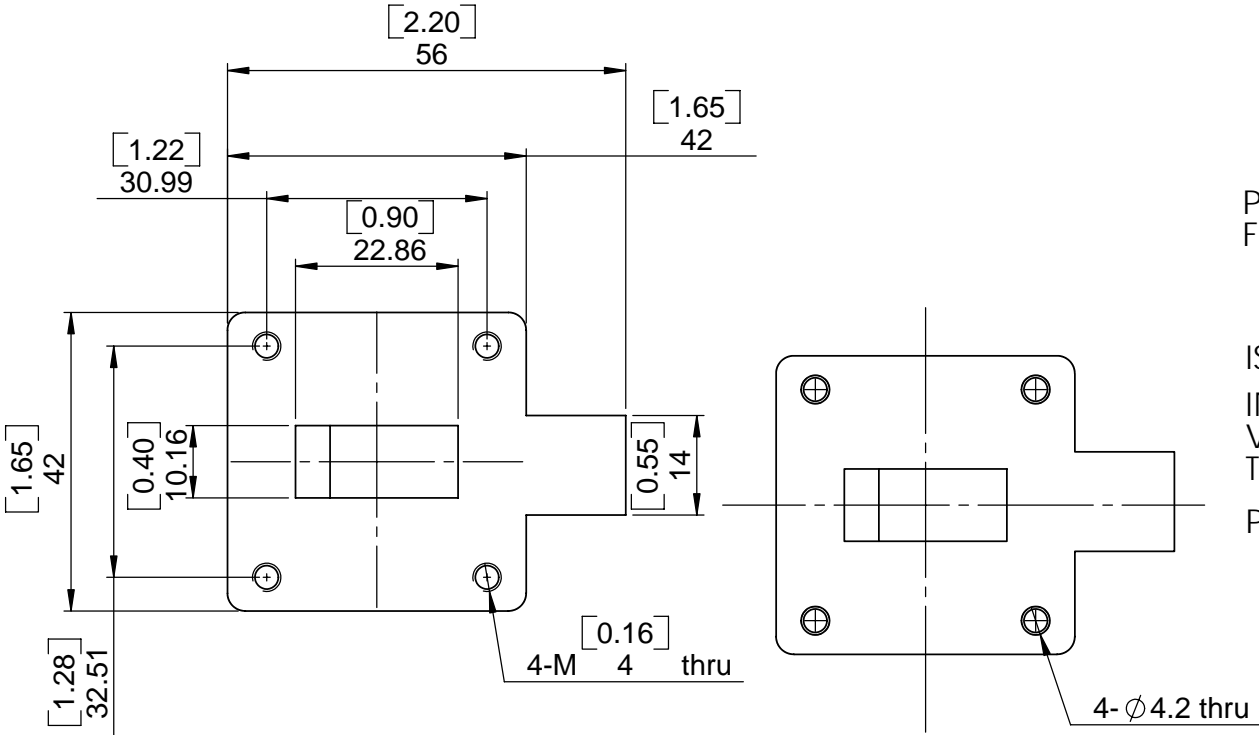 [2.20]
56
[1.65]
42
[1.22]
30.99
[0.90]
22.86
[1.65]
42
[0.40]
10.16
[0.55]
14
[1.28]
32.51
[0.16]
4-M 4 thru
4-∅4.2 thru
P
F
IS
V
T
P